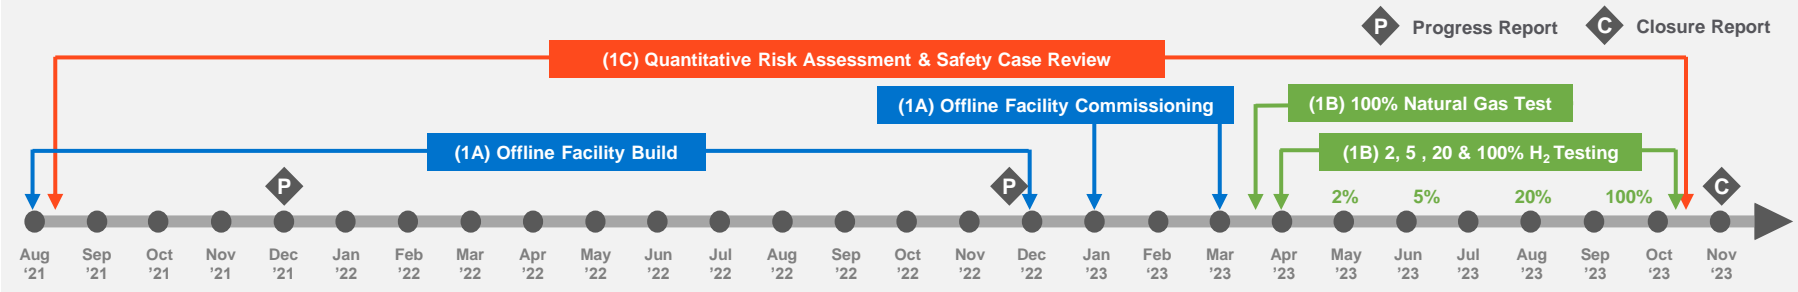 P Progress Report C Closure Report
(1C) Quantitative Risk Assessment & Safety Case Review
(1A) Offline Facility Commissioning
(1B) 100% Natural Gas Test
(1A) Offline Facility Build
(1B) 2, 5 , 20 & 100% H₂ Testing
P P C
2% 5% 20% 100%
Aug Sep Oct Nov Dec Jan Feb Mar Apr May Jun Jul Aug Sep Oct Nov Dec Jan Feb Mar Apr May Jun Jul Aug Sep Oct Nov
‘21 ’21 ’21 ’21 ’21 ’22 ’22 ’22 ’22 ’22 ’22 ’22 ’22 ’22 ’22 ’22 ’22 ’23 ‘23 ’23 ’23 ’23 ’23 ’23 ’23 ’23 ‘23 ‘23